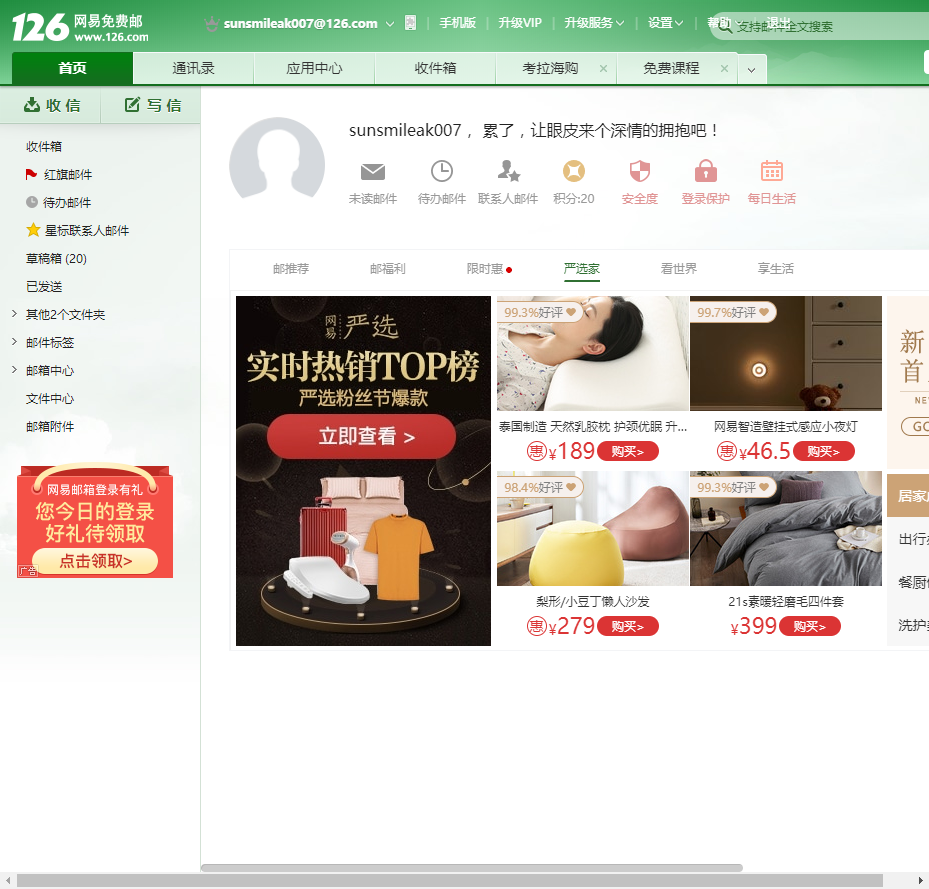 126 网易免费邮
www.126.com
sunsmileak007@126.com
手机版
升级VIP
升级服务
设置
帮助
退出
支持邮件全文搜索
首页
通讯录
应用中心
收件箱
考拉海购
免费课程
收 信
写 信
收件箱
红旗邮件
待办邮件
星标联系人邮件
草稿箱 (20)
已发送
其他2个文件夹
邮件标签
邮箱中心
文件中心
邮箱附件
网易邮箱登录有礼
您今日的登录
好礼待领取
点击领取>
广告
sunsmileak007 ， 累了，让眼皮来个深情的拥抱吧！
未读邮件
待办邮件
联系人邮件
积分:20
安全度
登录保护
每日生活
邮推荐
邮福利
限时惠
严选家
看世界
享生活
网易 严选
实时热销TOP榜
严选粉丝节爆款
立即查看 >
99.3%好评
泰国制造 天然乳胶枕 护颈优眠 升...
惠 ¥189 购买>
99.7%好评
网易智造壁挂式感应小夜灯
惠 ¥46.5 购买>
98.4%好评
梨形/小豆丁懒人沙发
惠 ¥279 购买>
99.3%好评
21s素暖轻磨毛四件套
¥399 购买>
新
首
NE
GO
居家
出行
餐厨
洗护